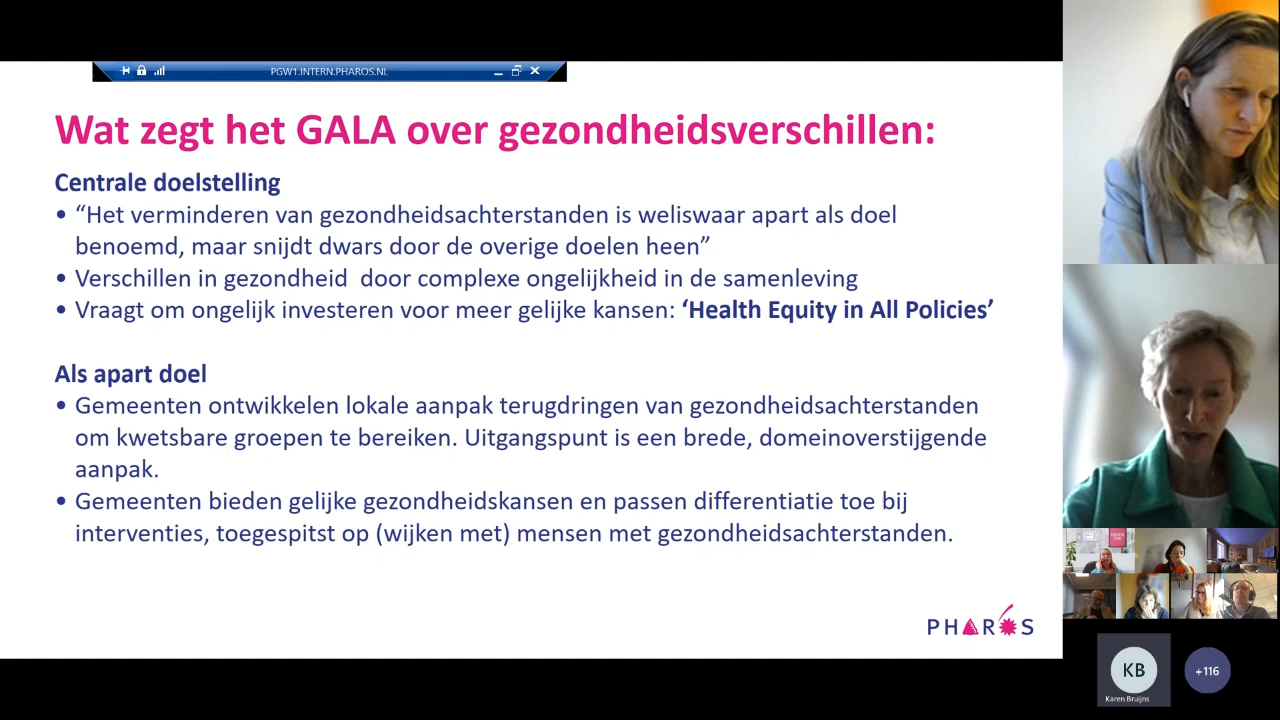 PGW1.INTERN.PHAROS.NL
Wat zegt het GALA over gezondheidsverschillen:
Centrale doelstelling
• “Het verminderen van gezondheidsachterstanden is weliswaar apart als doel
benoemd, maar snijdt dwars door de overige doelen heen”
• Verschillen in gezondheid  door complexe ongelijkheid in de samenleving
• Vraagt om ongelijk investeren voor meer gelijke kansen: ‘Health Equity in All Policies’
Als apart doel
• Gemeenten ontwikkelen lokale aanpak terugdringen van gezondheidsachterstanden
om kwetsbare groepen te bereiken. Uitgangspunt is een brede, domeinoverstijgende
aanpak.
• Gemeenten bieden gelijke gezondheidskansen en passen differentiatie toe bij
interventies, toegespitst op (wijken met) mensen met gezondheidsachterstanden.
PHAROS
KB
Karen Bruijns
+116